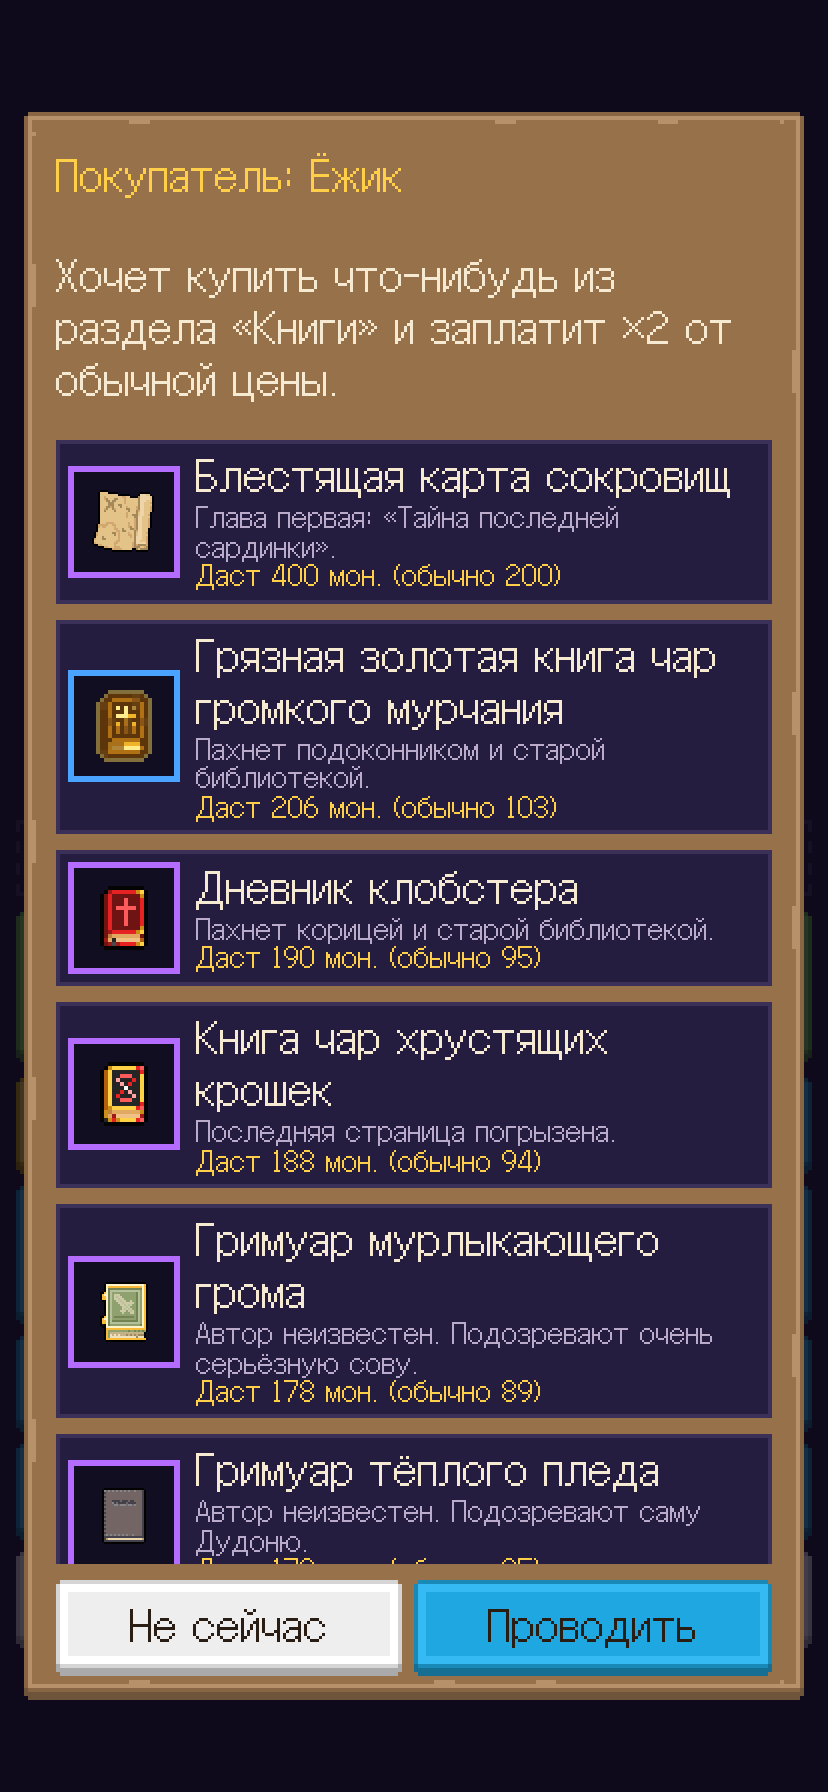 Покупатель: Ёжик
Хочет купить что-нибудь из
раздела «Книги» и заплатит ×2 от
обычной цены.
Блестящая карта сокровищ
Глава первая: «Тайна последней
сардинки».
Даст 400 мон. (обычно 200)
Грязная золотая книга чар
громкого мурчания
Пахнет подоконником и старой
библиотекой.
Даст 206 мон. (обычно 103)
Дневник клобстера
Пахнет корицей и старой библиотекой.
Даст 190 мон. (обычно 95)
Книга чар хрустящих
крошек
Последняя страница погрызена.
Даст 188 мон. (обычно 94)
Гримуар мурлыкающего
грома
Автор неизвестен. Подозревают очень
серьёзную сову.
Даст 178 мон. (обычно 89)
Гримуар тёплого пледа
Автор неизвестен. Подозревают саму
Дудоню.
Не сейчас
Проводить